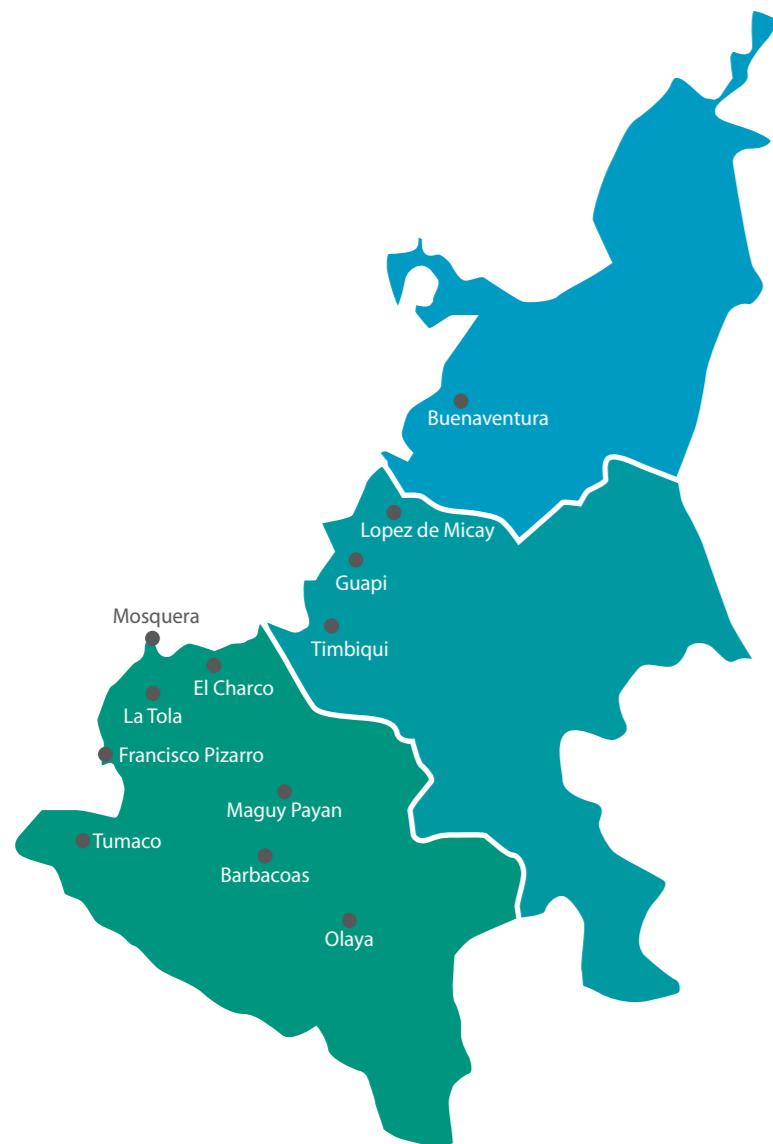 Buenaventura
Lopez de Micay
Guapi
Timbiqui
Mosquera
El Charco
La Tola
Francisco Pizarro
Maguy Payan
Tumaco
Barbacoas
Olaya